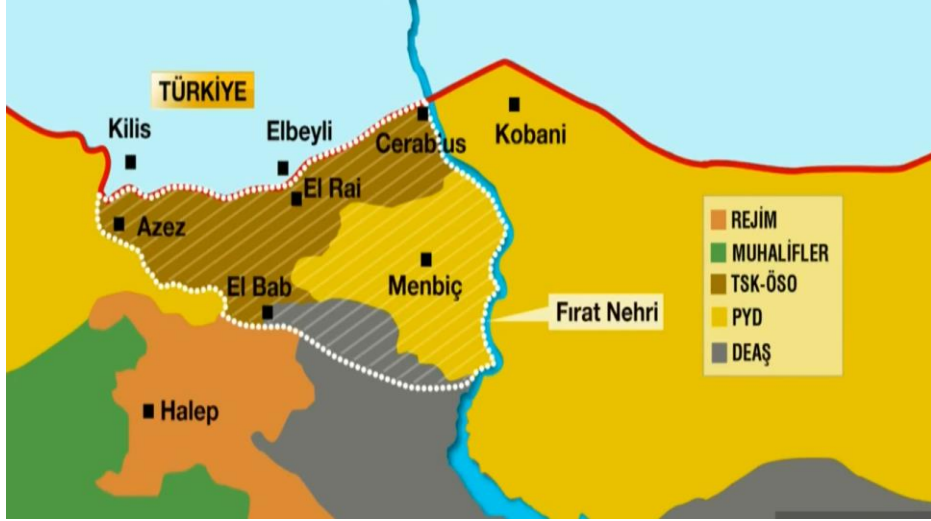 TÜRKİYE
Kilis
Elbeyli
Cerablus
Kobani
El Rai
Azez
El Bab
Menbiç
Fırat Nehri
Halep
REJİM
MUHALİFLER
TSK-ÖSO
PYD
DEAŞ